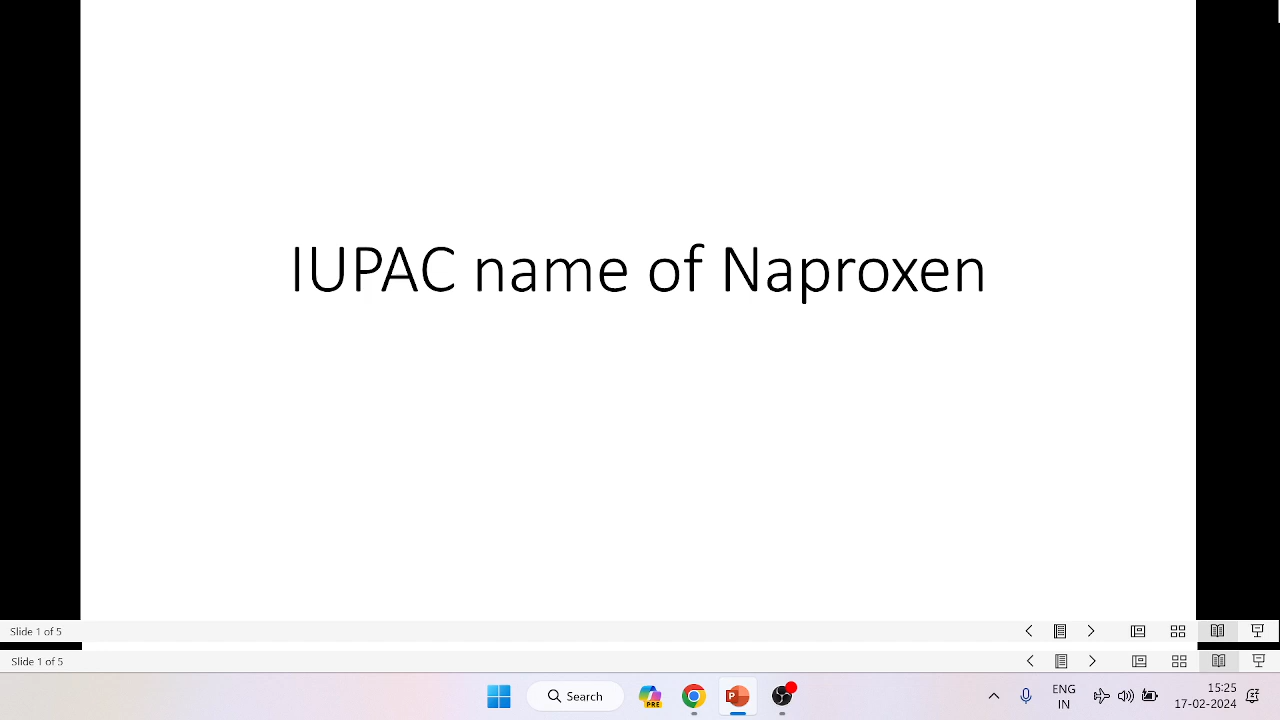 IUPAC name of Naproxen
Slide 1 of 5
Slide 1 of 5
Search
PRE
P
ENG
IN
15:25
17-02-2024